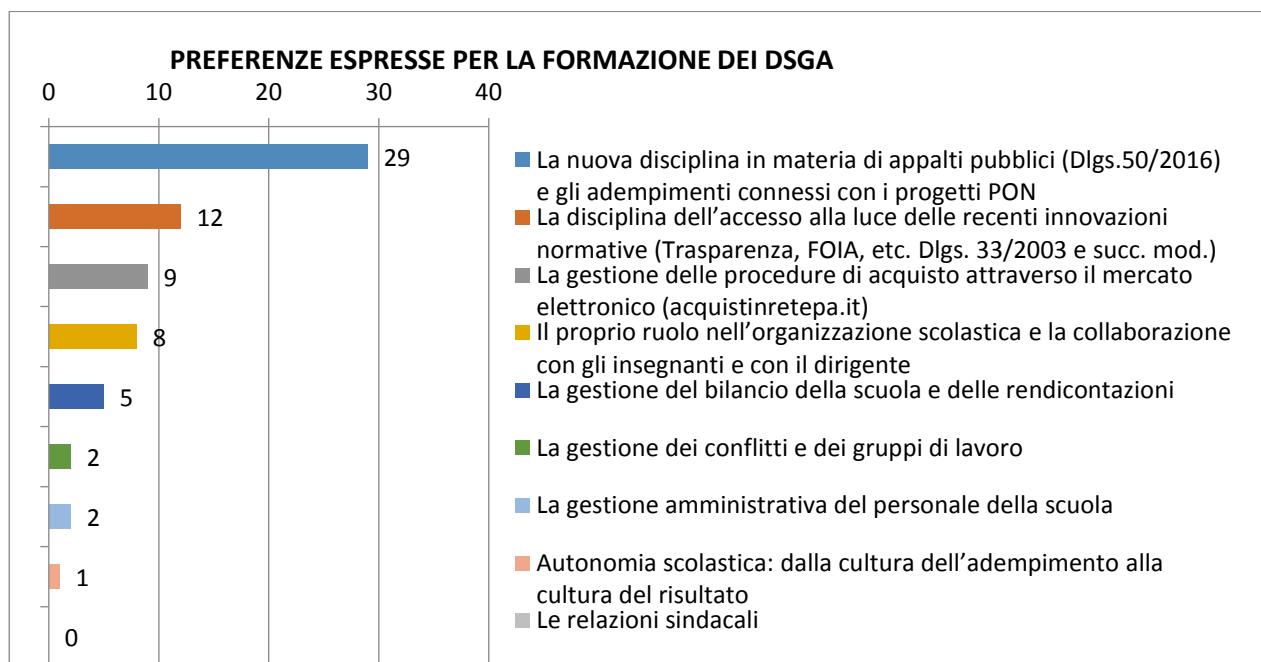 PREFERENZE ESPRESSE PER LA FORMAZIONE DEI DSGA
0 10 20 30 40
29
12
9
8
5
2
2
1
0
La nuova disciplina in materia di appalti pubblici (Dlgs.50/2016)
e gli adempimenti connessi con i progetti PON
La disciplina dell’accesso alla luce delle recenti innovazioni
normative (Trasparenza, FOIA, etc. Dlgs. 33/2003 e succ. mod.)
La gestione delle procedure di acquisto attraverso il mercato
elettronico (acquistinretepa.it)
Il proprio ruolo nell’organizzazione scolastica e la collaborazione
con gli insegnanti e con il dirigente
La gestione del bilancio della scuola e delle rendicontazioni
La gestione dei conflitti e dei gruppi di lavoro
La gestione amministrativa del personale della scuola
Autonomia scolastica: dalla cultura dell’adempimento alla
cultura del risultato
Le relazioni sindacali